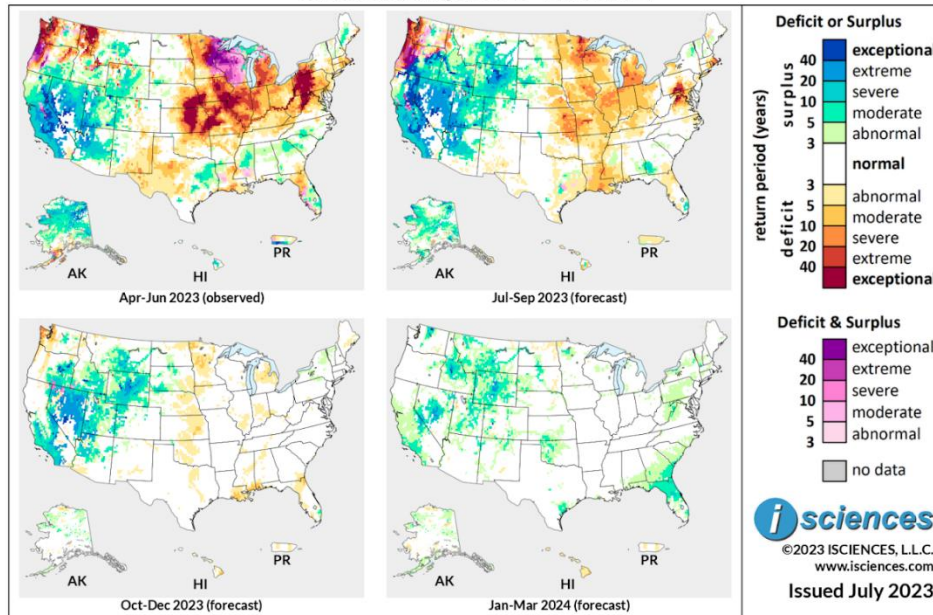 AK
HI
PR
Apr-Jun 2023 (observed)
AK
HI
PR
Jul-Sep 2023 (forecast)
AK
HI
PR
Oct-Dec 2023 (forecast)
AK
HI
PR
Jan-Mar 2024 (forecast)
Deficit or Surplus
return period (years)
surplus
deficit
40
20
10
5
3
3
5
10
20
40
exceptional
extreme
severe
moderate
abnormal
normal
abnormal
moderate
severe
extreme
exceptional
Deficit & Surplus
40
20
10
5
3
exceptional
extreme
severe
moderate
abnormal
no data
i sciences
©2023 ISCIENCES, L.L.C.
www.isciences.com
Issued July 2023